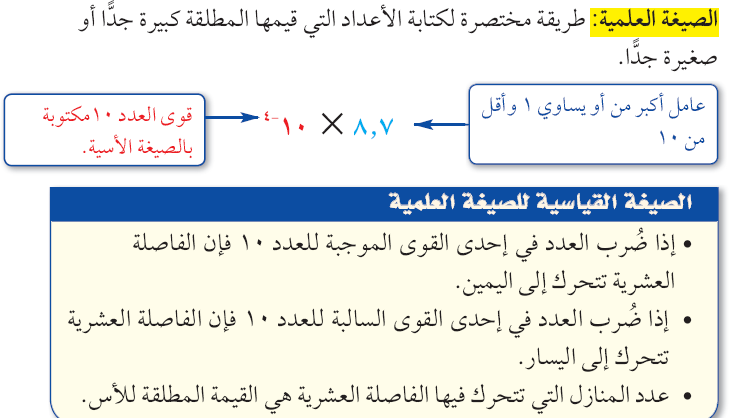 الصيغة العلمية: طريقة مختصرة لكتابة الأعداد التي قيمها المطلقة كبيرة جدًّا أو
صغيرة جدًّا.
عامل أكبر من أو يساوي ١ وأقل
من ١٠
٨,٧ × ١٠⁻⁴
قوى العدد ١٠ مكتوبة
بالصيغة الأسية.
الصيغة القياسية للصيغة العلمية
• إذا ضُرب العدد في إحدى القوى الموجبة للعدد ١٠ فإن الفاصلة
العشرية تتحرك إلى اليمين.
• إذا ضُرب العدد في إحدى القوى السالبة للعدد ١٠ فإن الفاصلة العشرية
تتحرك إلى اليسار.
• عدد المنازل التي تتحرك فيها الفاصلة العشرية هي القيمة المطلقة للأس.